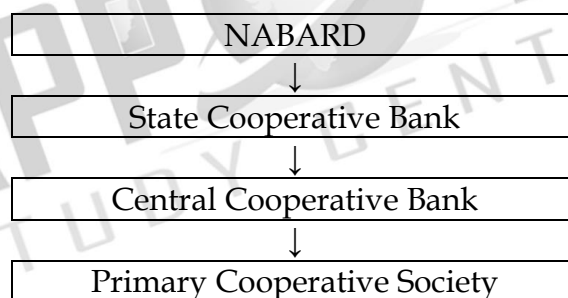 NABARD
↓
State Cooperative Bank
↓
Central Cooperative Bank
↓
Primary Cooperative Society